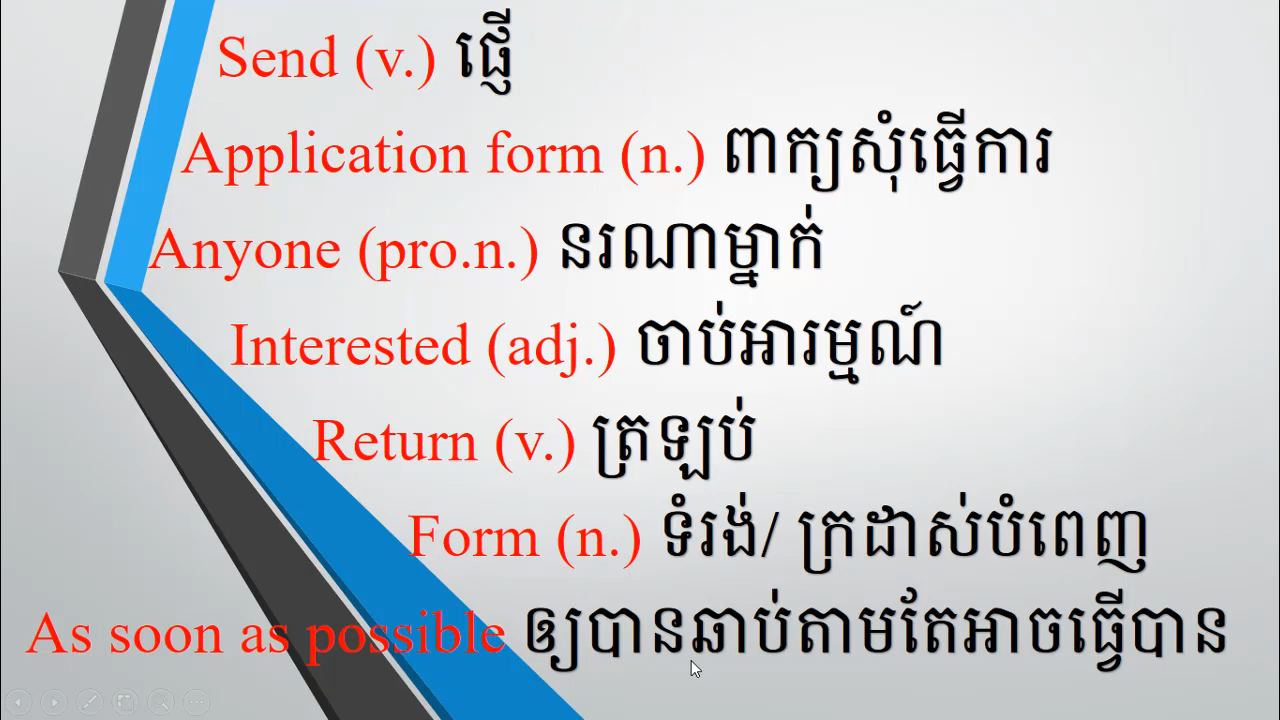 Send (v.) ផ្ញើ
Application form (n.) ពាក្យសុំធ្វើការ
Anyone (pro.n.) នរណាម្នាក់
Interested (adj.) ចាប់អារម្មណ៍
Return (v.) ត្រឡប់
Form (n.) ទំរង់/ ក្រដាស់បំពេញ
As soon as possible ឲ្យបានឆាប់តាមតែអាចធ្វើបាន